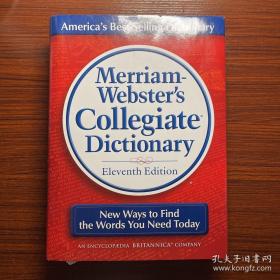 America's Best-Selling Dictionary
Merriam-
Webster's
Collegiate®
Dictionary
Eleventh Edition
New Ways to Find
the Words You Need Today
AN ENCYCLOPÆDIA BRITANNICA® COMPANY
孔夫子旧书网